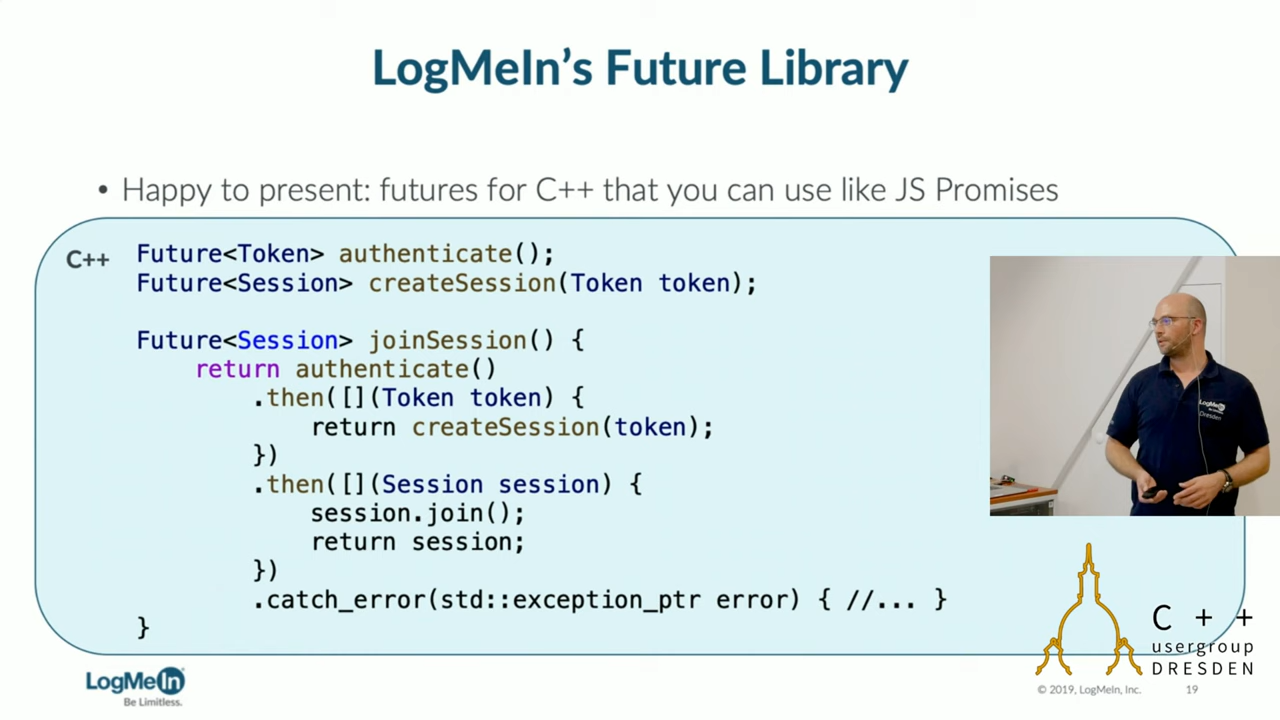 LogMeIn's Future Library
• Happy to present: futures for C++ that you can use like JS Promises
C++
Future<Token> authenticate();
Future<Session> createSession(Token token);
Future<Session> joinSession() {
return authenticate()
.then([](Token token) {
return createSession(token);
})
.then([](Session session) {
session.join();
return session;
})
.catch_error(std::exception_ptr error) { //... }
}
LogMeIn
Dresden
C + +
usergroup
DRESDEN
LogMeIn
Be Limitless.
© 2019, LogMeIn, Inc.
19